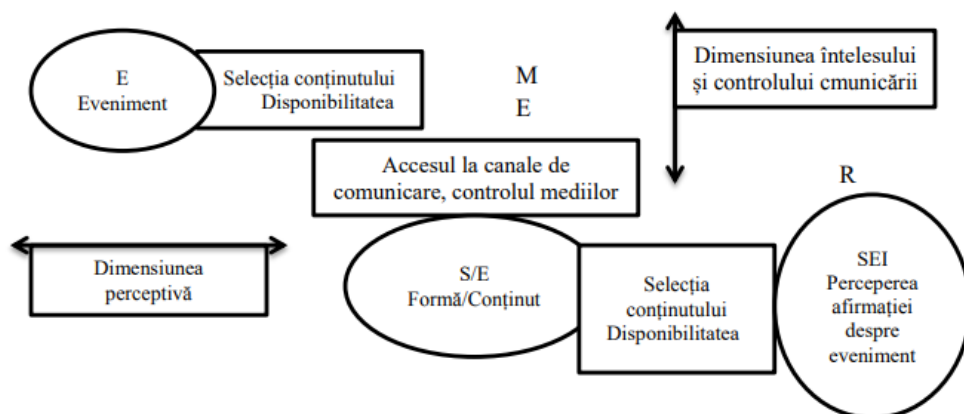 E
Eveniment
Selecția conținutului
Disponibilitatea
M
E
Dimensiunea întelesului
și controlului cmunicării
Accesul la canale de
comunicare, controlul mediilor
R
Dimensiunea
perceptivă
S/E
Formă/Conținut
Selecția
conținutului
Disponibilitatea
SEI
Perceperea
afirmației
despre
eveniment